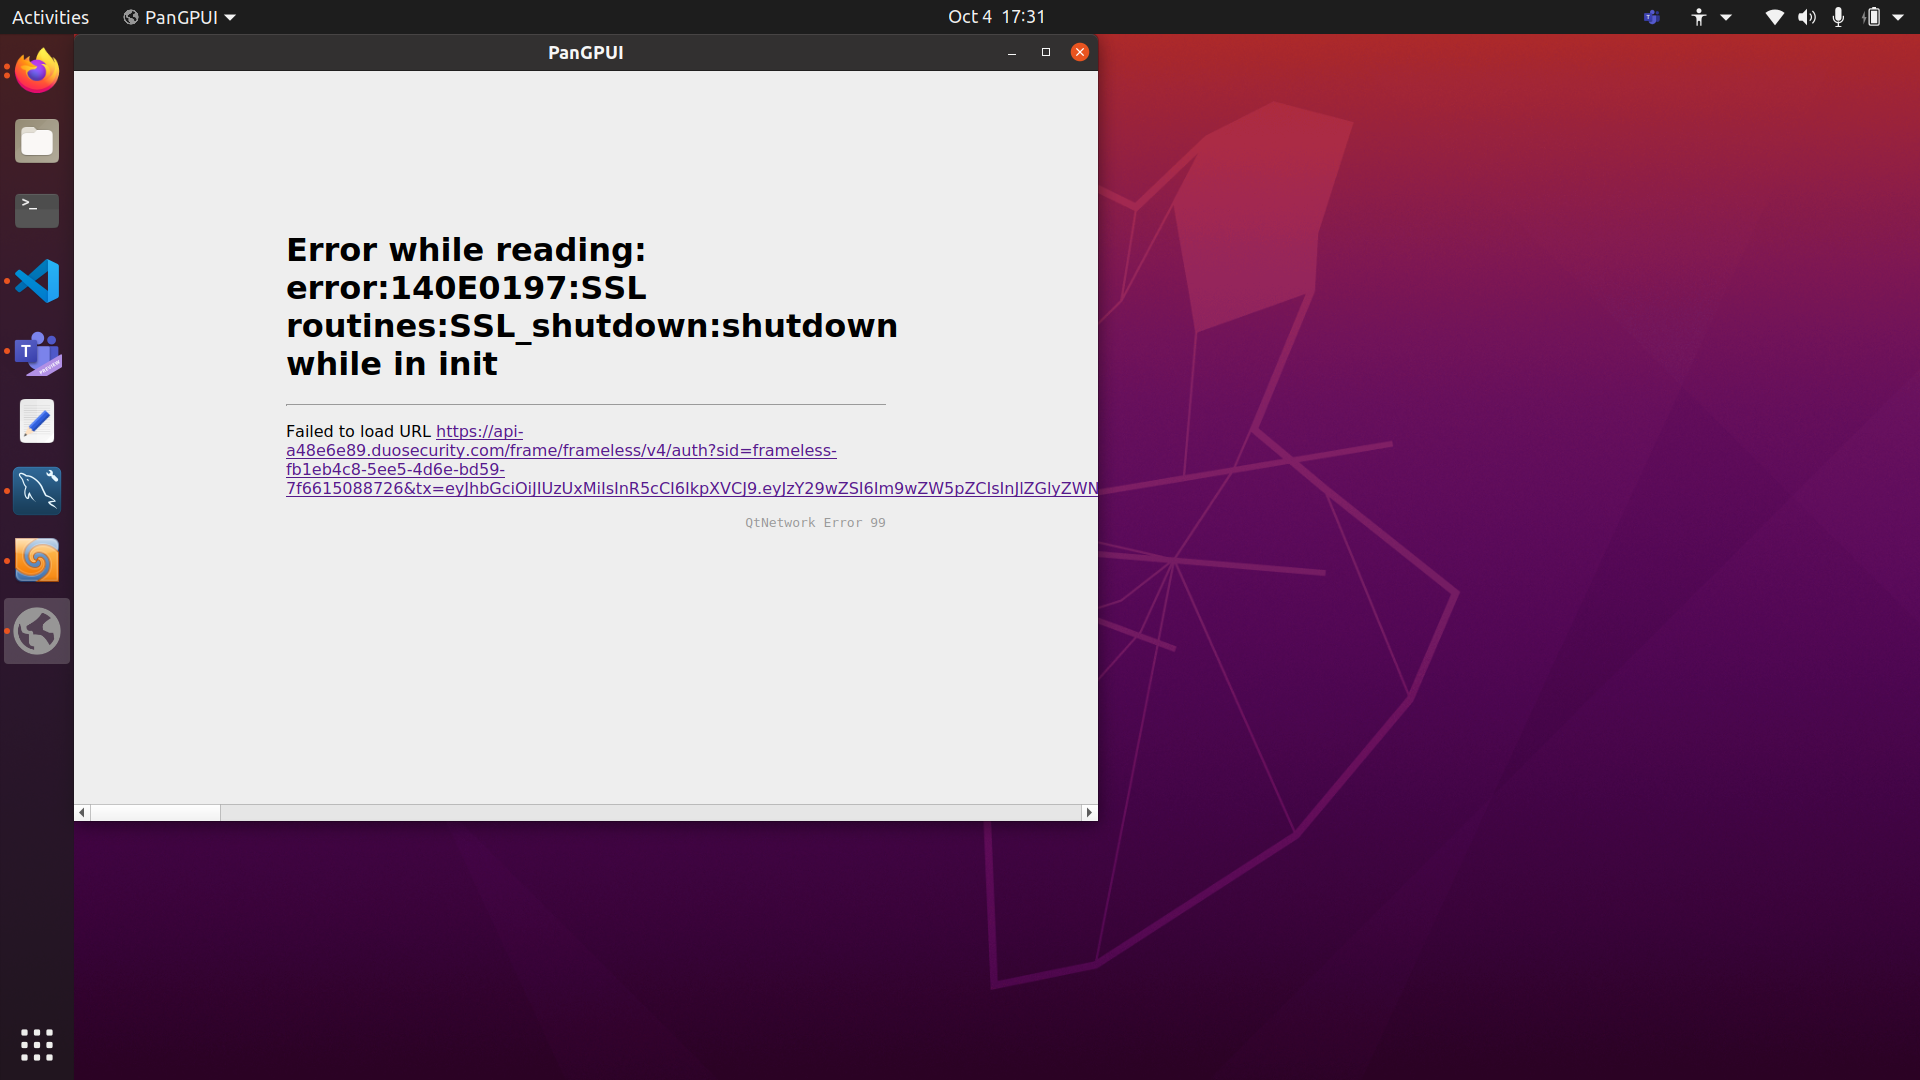 Activities
PanGPUI
Oct 4 17:31
PanGPUI
Error while reading:
error:140E0197:SSL
routines:SSL_shutdown:shutdown
while in init
Failed to load URL https://api-
a48e6e89.duosecurity.com/frame/frameless/v4/auth?sid=frameless-
fb1eb4c8-5ee5-4d6e-bd59-
7f6615088726&tx=eyJhbGciOiJIUzUxMiIsInR5cCI6IkpXVCJ9.eyJzY29wZSI6Im9wZW5pZCIsInJlZGlyZWN
QtNetwork Error 99